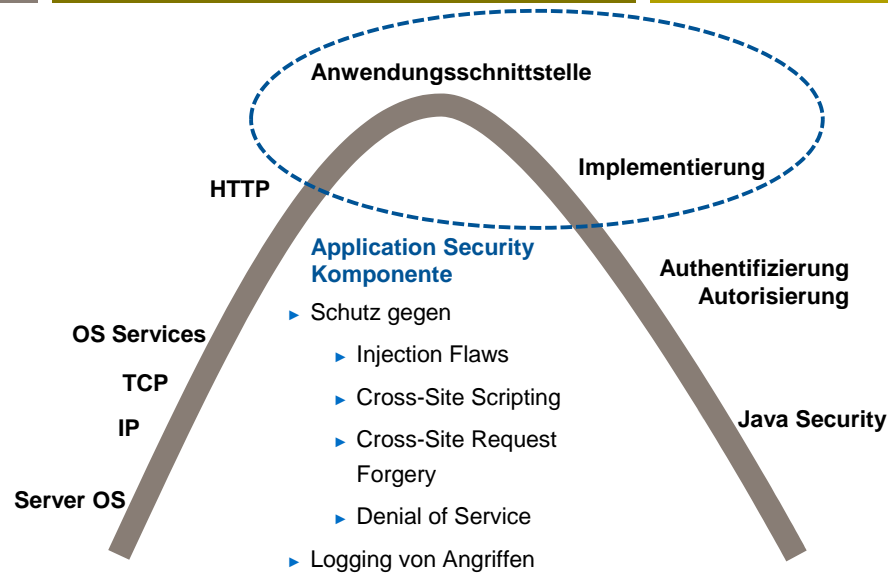 Anwendungsschnittstelle
Implementierung
HTTP
Application Security
Komponente
Authentifizierung
Autorisierung
► Schutz gegen
OS Services
► Injection Flaws
TCP
► Cross-Site Scripting
Java Security
IP
► Cross-Site Request
Forgery
Server OS
► Denial of Service
► Logging von Angriffen